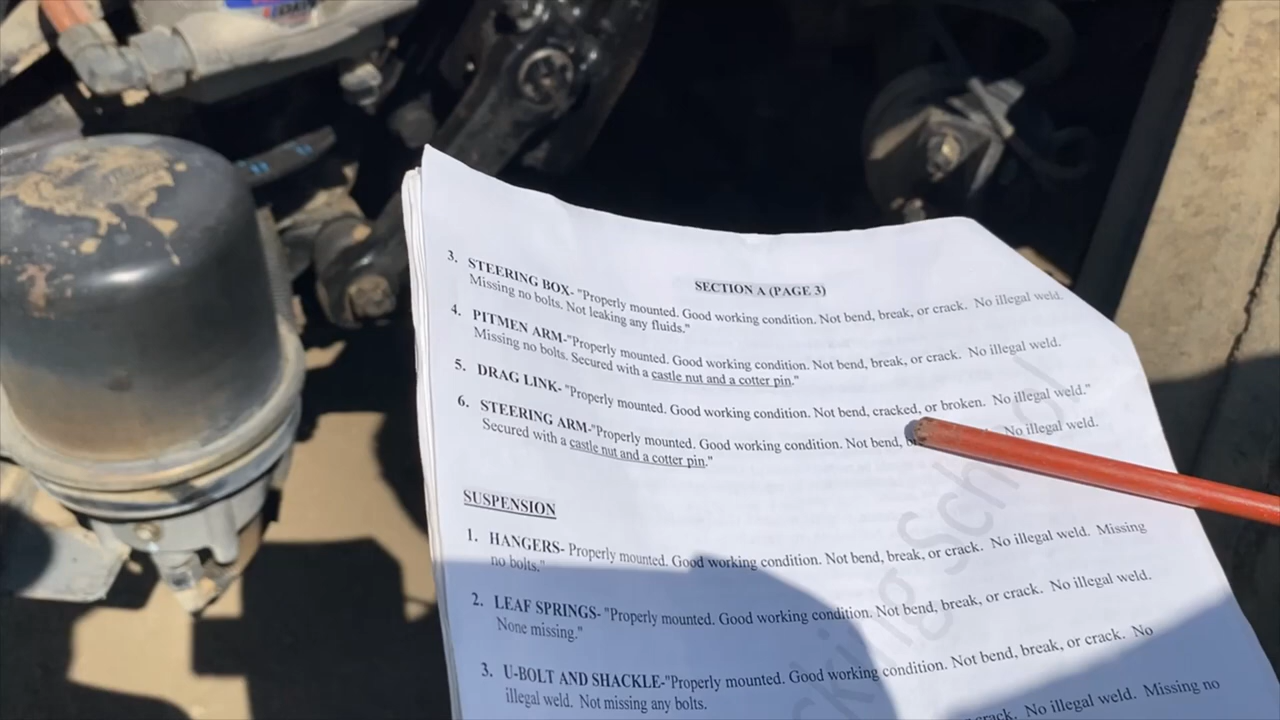 SECTION A (PAGE 3)
3. STEERING BOX- "Properly mounted. Good working condition. Not bend, break, or crack. No illegal weld.
Missing no bolts. Not leaking any fluids."
4. PITMEN ARM-"Properly mounted. Good working condition. Not bend, break, or crack. No illegal weld.
Missing no bolts. Secured with a castle nut and a cotter pin."
5. DRAG LINK- "Properly mounted. Good working condition. Not bend, cracked, or broken. No illegal weld."
6. STEERING ARM-"Properly mounted. Good working condition. Not bend, No illegal weld.
Secured with a castle nut and a cotter pin."
SUSPENSION
1. HANGERS- Properly mounted. Good working condition. Not bend, break, or crack. No illegal weld. Missing
no bolts."
2. LEAF SPRINGS- "Properly mounted. Good working condition. Not bend, break, or crack. No illegal weld.
None missing."
3. U-BOLT AND SHACKLE-"Properly mounted. Good working condition. Not bend, break, or crack. No
illegal weld. Not missing any bolts.
crack. No illegal weld. Missing no
School